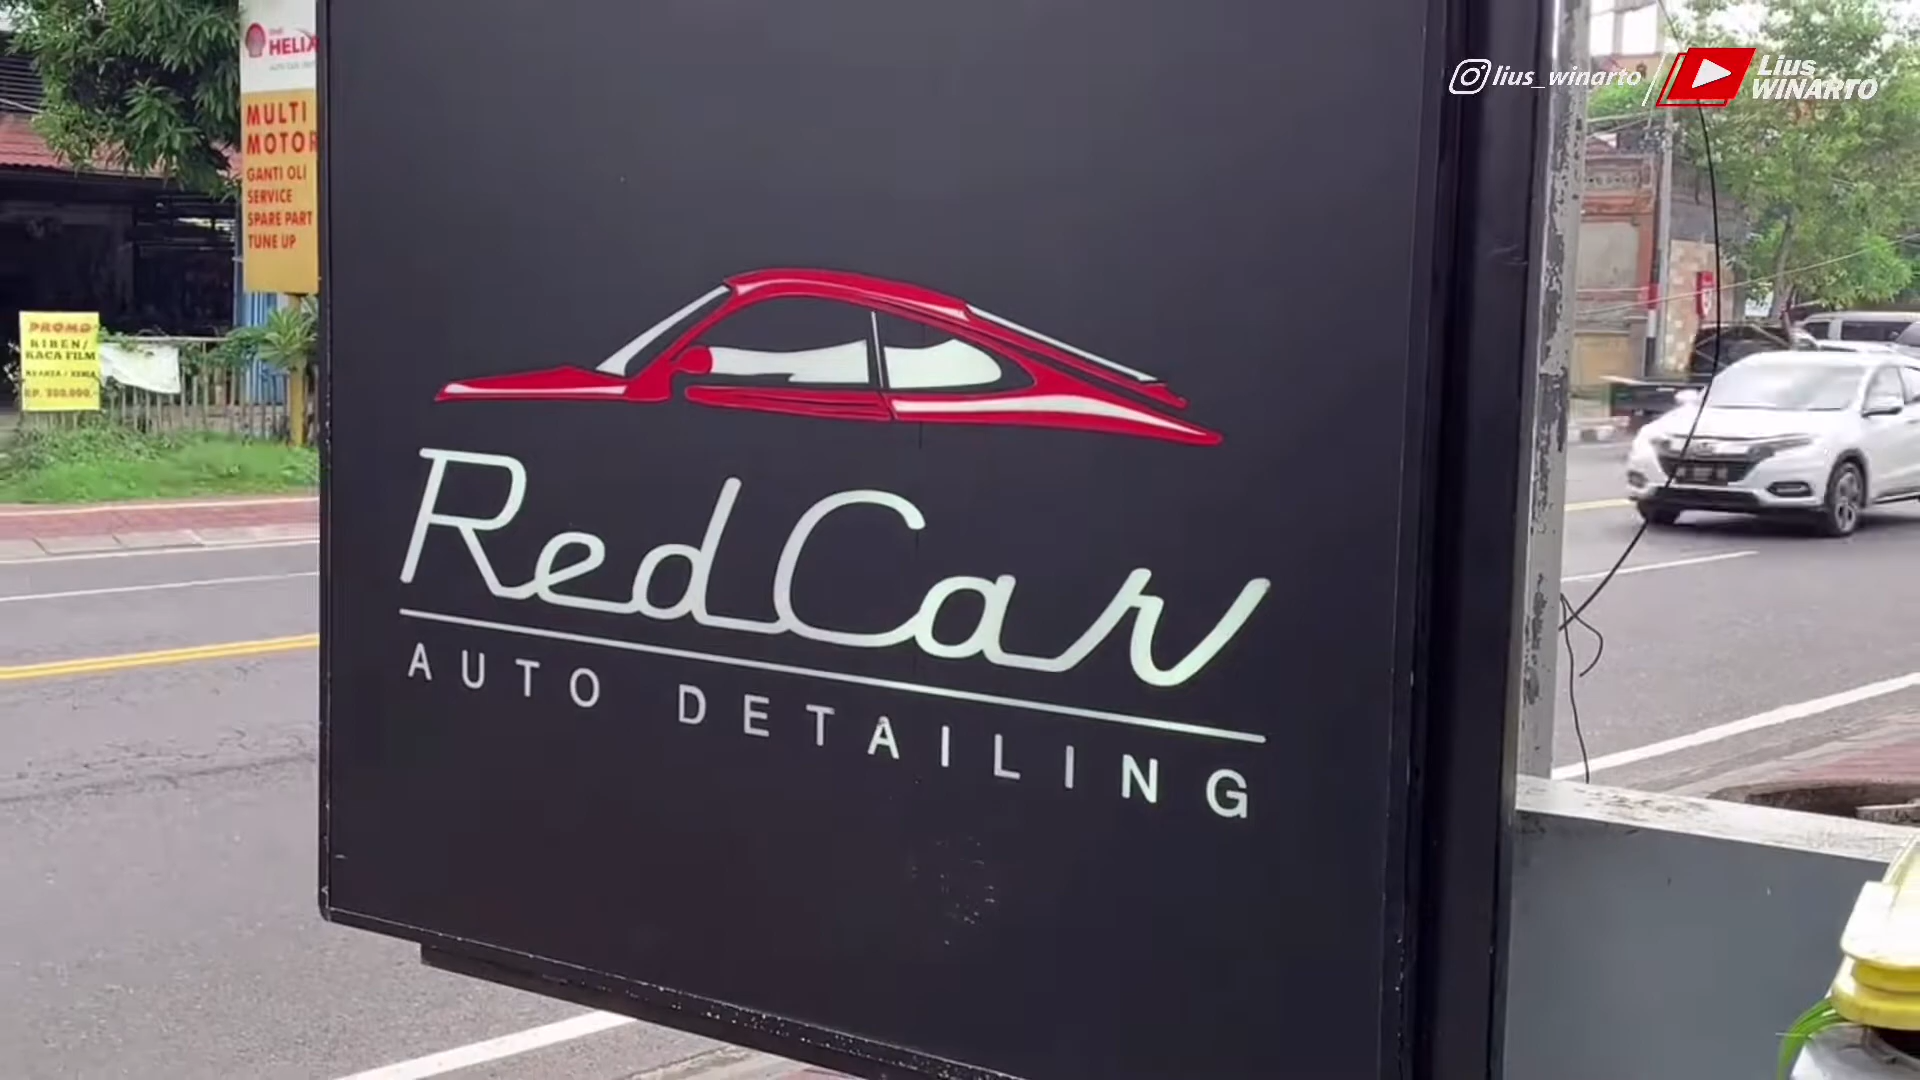 lius_winarto
Lius
WINARTO
HELIX
MULTI
MOTOR
GANTI OLI
SERVICE
SPARE PART
TUNE UP
PROMO
RIBEN/
KACA FILM
RedCar
AUTO DETAILING